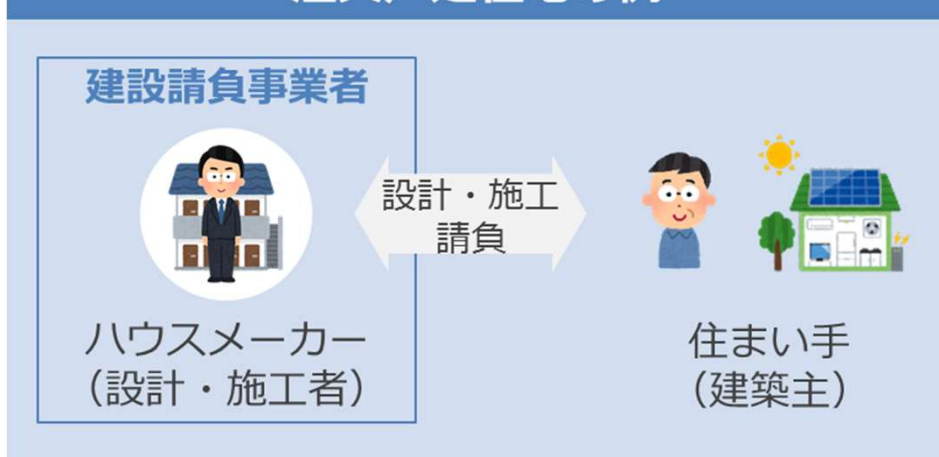 建設請負事業者
設計・施工
請負
ハウスメーカー
（設計・施工者）
住まい手
（建築主）